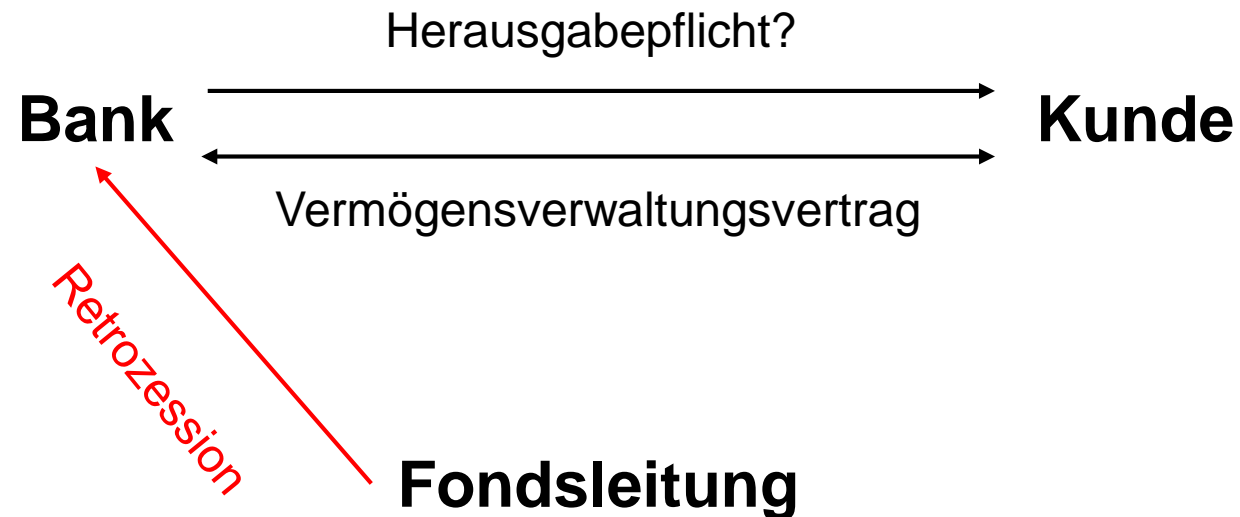 Herausgabepflicht?
Bank
Kunde
Vermögensverwaltungsvertrag
Retrozession
Fondsleitung